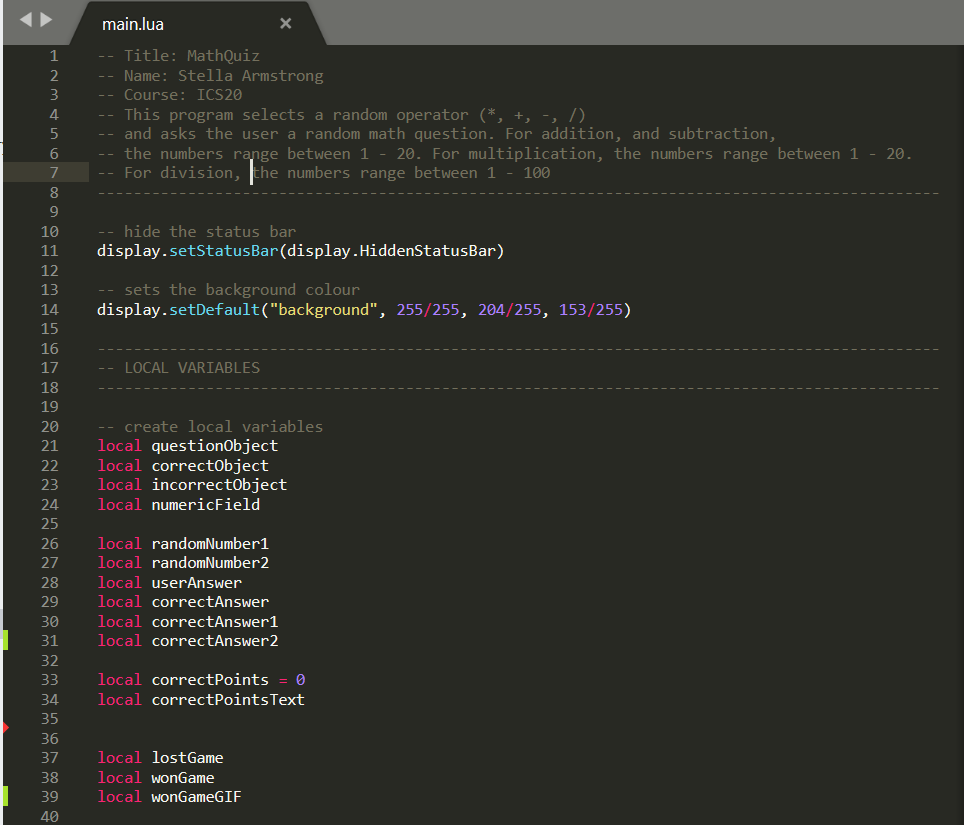 main.lua ×
1 -- Title: MathQuiz
2 -- Name: Stella Armstrong
3 -- Course: ICS20
4 -- This program selects a random operator (*, +, -, /)
5 -- and asks the user a random math question. For addition, and subtraction,
6 -- the numbers range between 1 - 20. For multiplication, the numbers range between 1 - 20.
7 -- For division, the numbers range between 1 - 100
8 ---------------------------------------------------------------------------------------------
9
10 -- hide the status bar
11 display.setStatusBar(display.HiddenStatusBar)
12
13 -- sets the background colour
14 display.setDefault("background", 255/255, 204/255, 153/255)
15
16 ---------------------------------------------------------------------------------------------
17 -- LOCAL VARIABLES
18 ---------------------------------------------------------------------------------------------
19
20 -- create local variables
21 local questionObject
22 local correctObject
23 local incorrectObject
24 local numericField
25
26 local randomNumber1
27 local randomNumber2
28 local userAnswer
29 local correctAnswer
30 local correctAnswer1
31 local correctAnswer2
32
33 local correctPoints = 0
34 local correctPointsText
35
36
37 local lostGame
38 local wonGame
39 local wonGameGIF
40